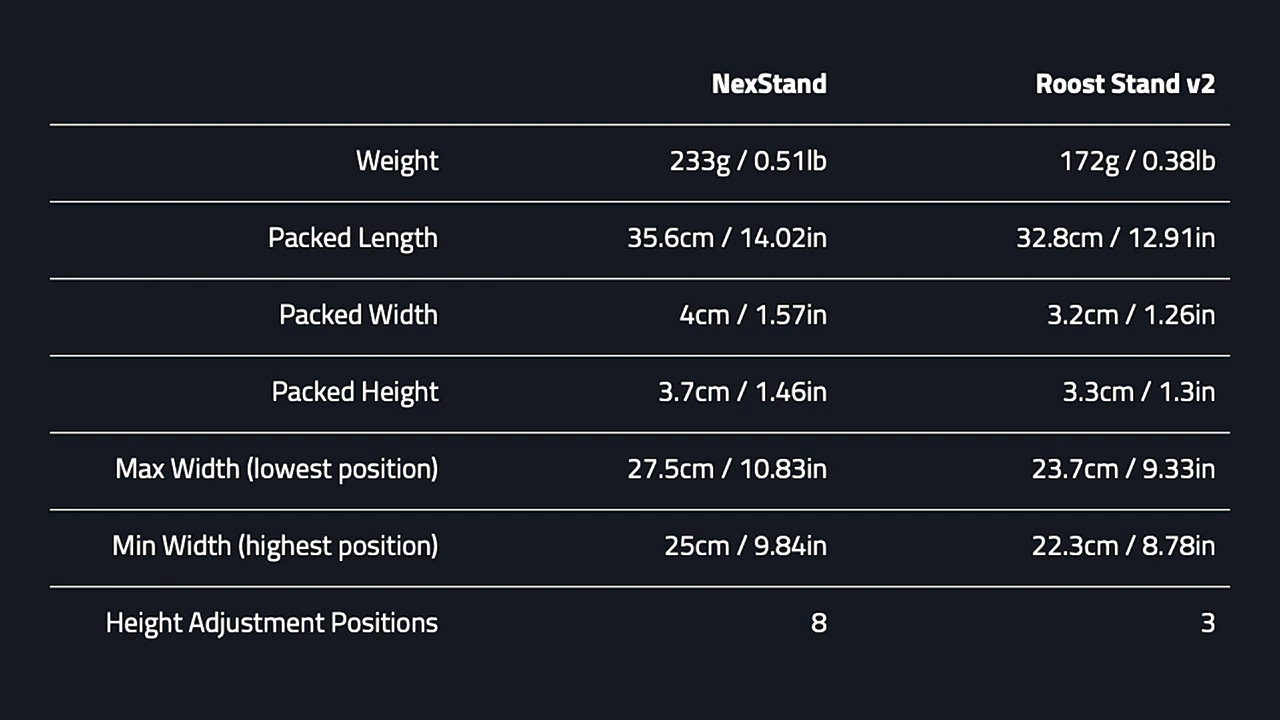 NexStand Roost Stand v2
Weight 233g / 0.51lb 172g / 0.38lb
Packed Length 35.6cm / 14.02in 32.8cm / 12.91in
Packed Width 4cm / 1.57in 3.2cm / 1.26in
Packed Height 3.7cm / 1.46in 3.3cm / 1.3in
Max Width (lowest position) 27.5cm / 10.83in 23.7cm / 9.33in
Min Width (highest position) 25cm / 9.84in 22.3cm / 8.78in
Height Adjustment Positions 8 3